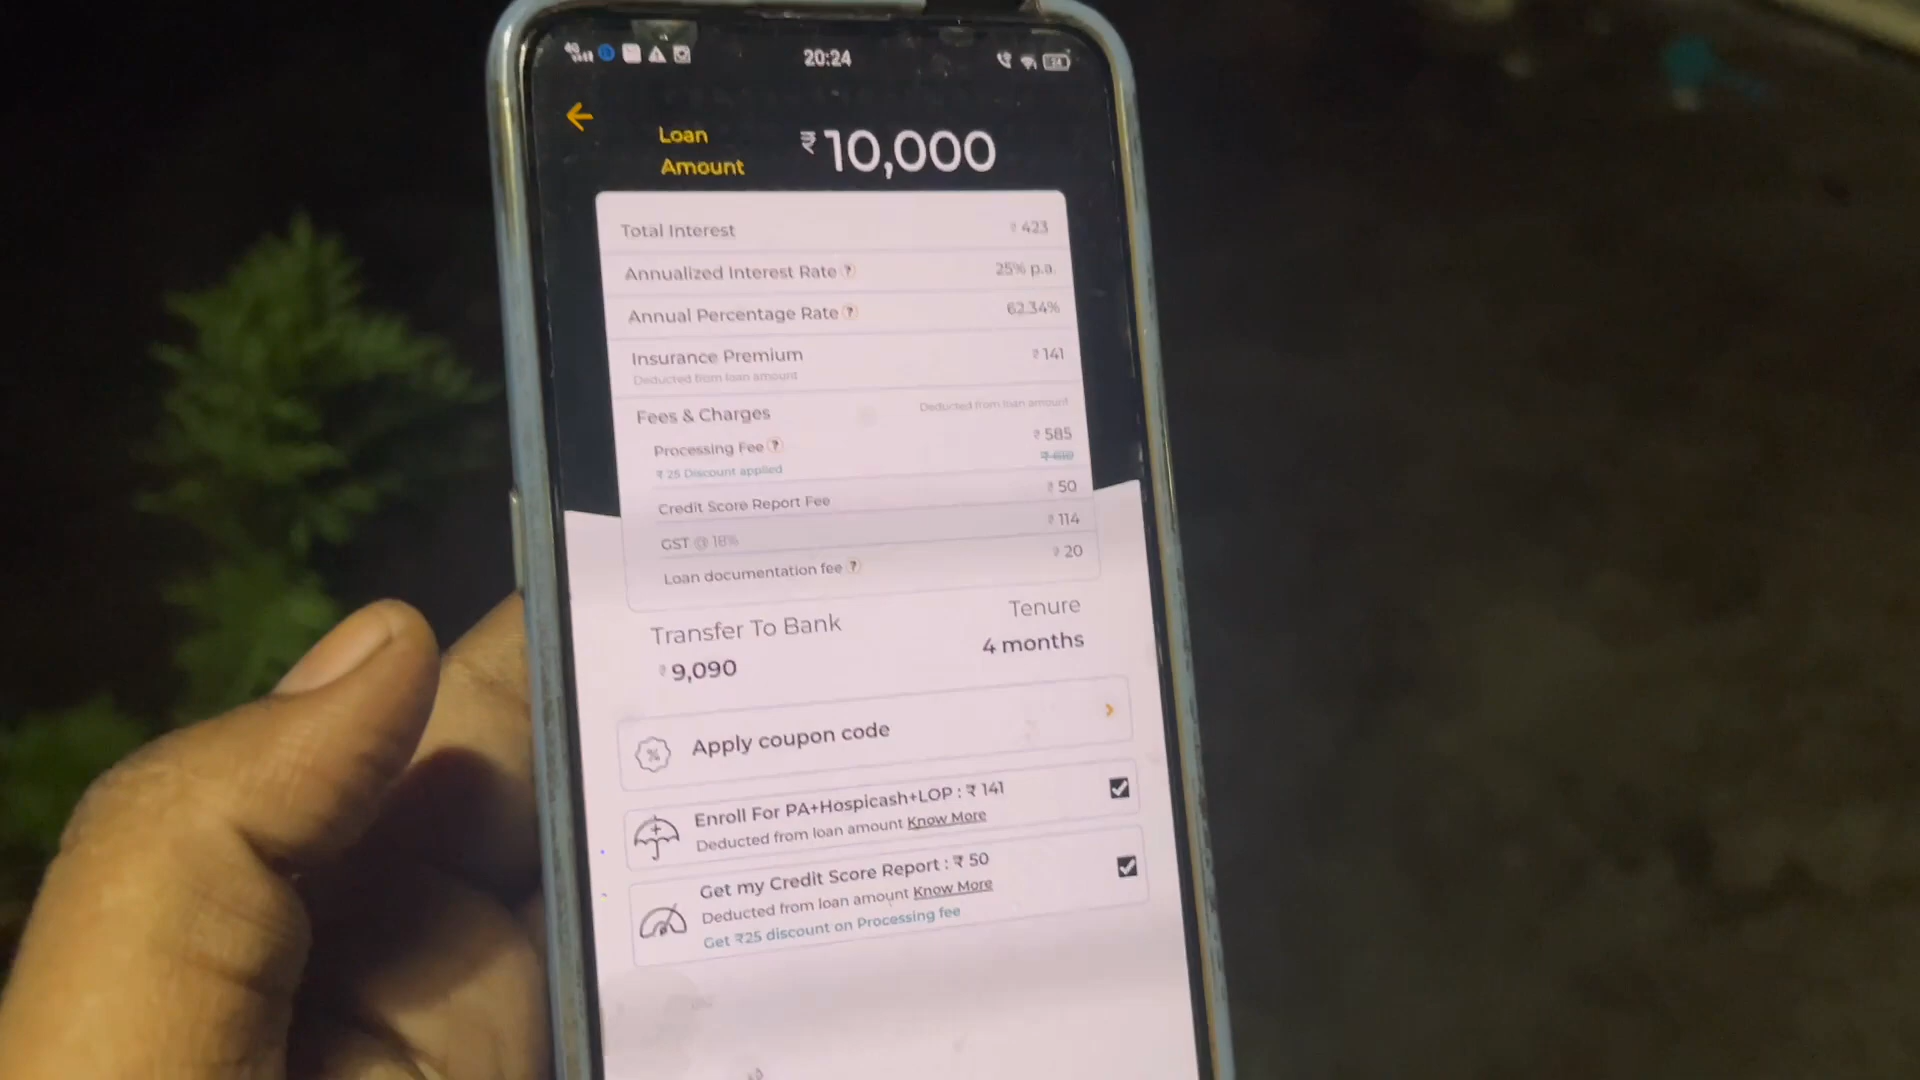 4G 20:24 24
Loan Amount ₹10,000
Total Interest ₹ 423
Annualized Interest Rate ? 25% p.a.
Annual Percentage Rate ? 62.34%
Insurance Premium ₹ 141
Deducted from loan amount
Fees & Charges Deducted from loan amount
Processing Fee ? ₹ 585
₹ 25 Discount applied ₹ 610
Credit Score Report Fee ₹ 50
GST @ 18% ₹ 114
Loan documentation fee ? ₹ 20
Transfer To Bank Tenure
₹ 9,090 4 months
% Apply coupon code >
Enroll For PA+Hospicash+LOP : ₹ 141
Deducted from loan amount Know More
Get my Credit Score Report : ₹ 50
Deducted from loan amount Know More
Get ₹25 discount on Processing fee